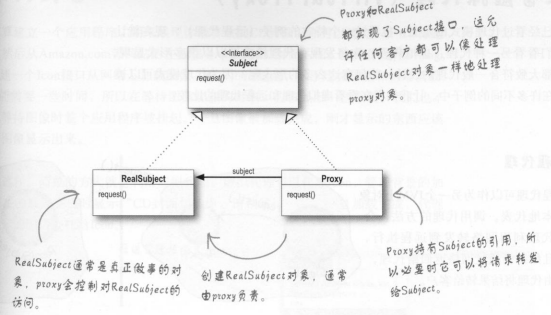 Proxy和RealSubject
都实现了Subject接口，这允
许任何客户都可以像处理
RealSubject对象一样地处理
proxy对象。
<<interface>>
Subject
request()
RealSubject
request()
subject
Proxy
request()
RealSubject通常是真正做事的对
象，proxy会控制对RealSubject的
访问。
创建RealSubject对象，通常
由proxy负责。
Proxy持有Subject的引用，所
以必要时它可以将请求转发
给Subject。